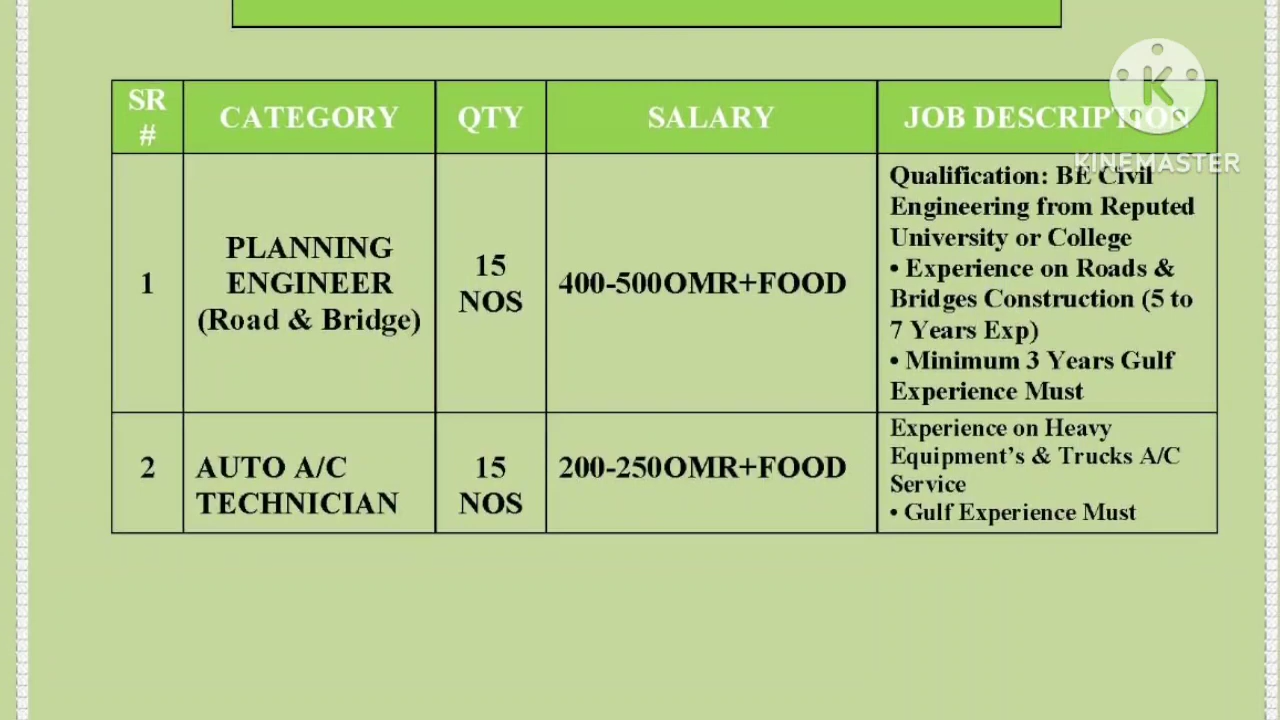 SR # CATEGORY QTY SALARY JOB DESCRIPTION
KINEMASTER
1
PLANNING
ENGINEER
(Road & Bridge)
15
NOS
400-500OMR+FOOD
Qualification: BE Civil
Engineering from Reputed
University or College
• Experience on Roads &
Bridges Construction (5 to
7 Years Exp)
• Minimum 3 Years Gulf
Experience Must
2
AUTO A/C
TECHNICIAN
15
NOS
200-250OMR+FOOD
Experience on Heavy
Equipment’s & Trucks A/C
Service
• Gulf Experience Must